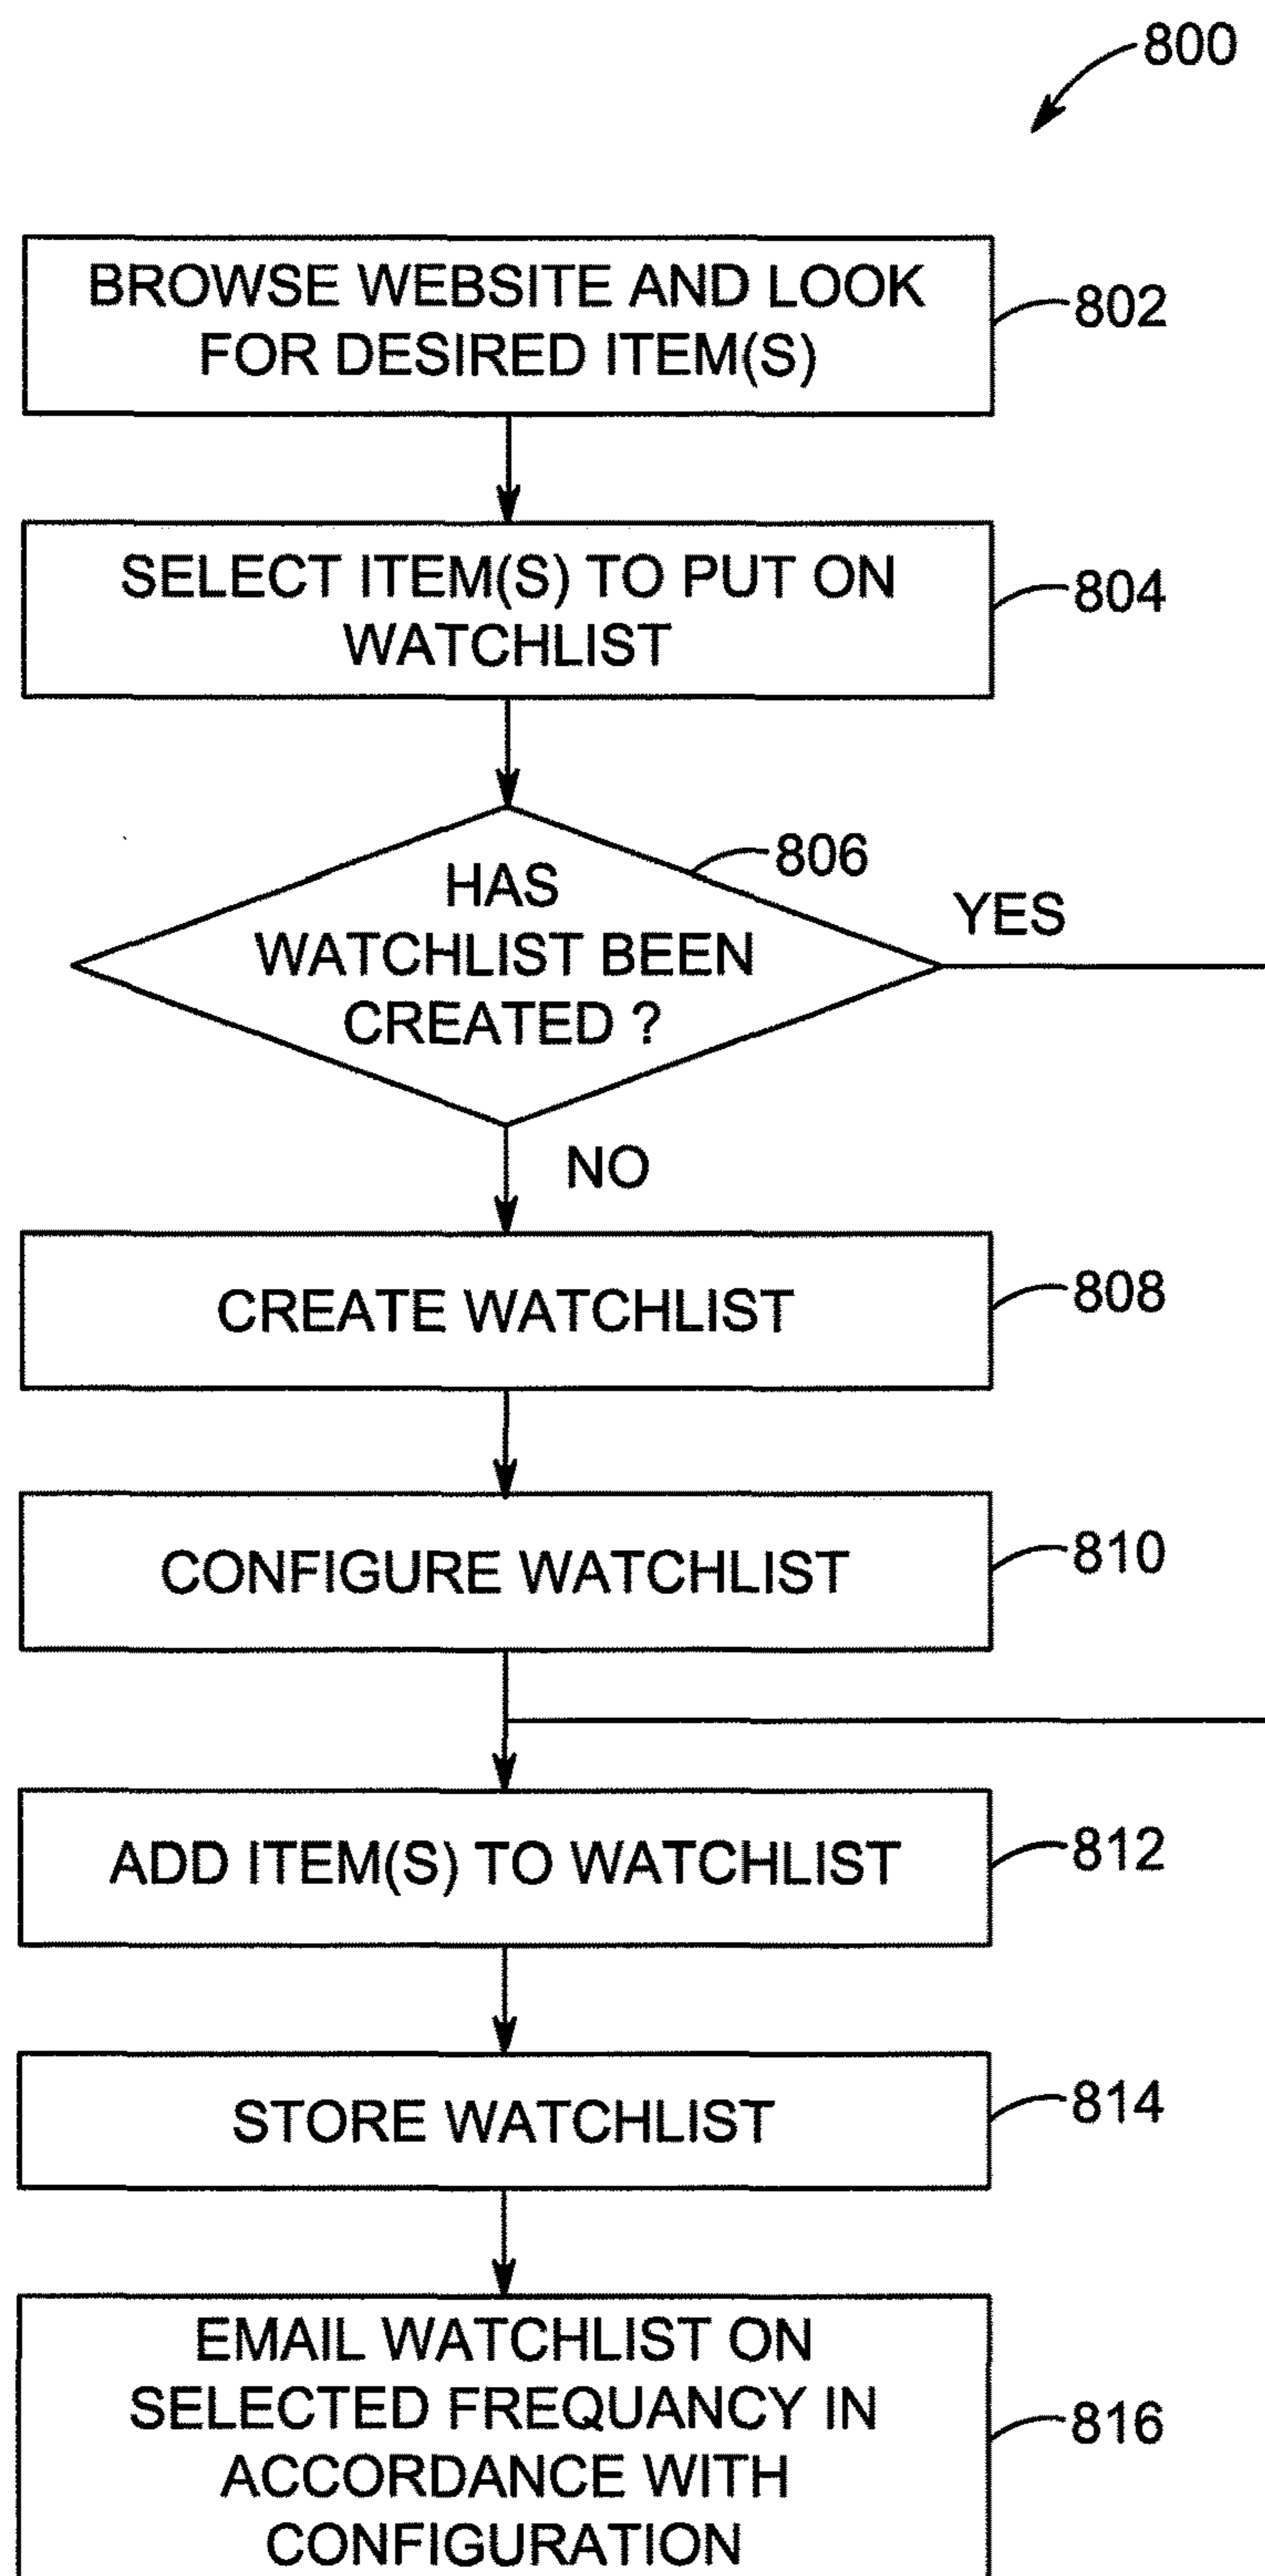 800
BROWSE WEBSITE AND LOOK
FOR DESIRED ITEM(S)
802
SELECT ITEM(S) TO PUT ON
WATCHLIST
804
HAS
WATCHLIST BEEN
CREATED ?
806
YES
NO
CREATE WATCHLIST
808
CONFIGURE WATCHLIST
810
ADD ITEM(S) TO WATCHLIST
812
STORE WATCHLIST
814
EMAIL WATCHLIST ON
SELECTED FREQUANCY IN
ACCORDANCE WITH
CONFIGURATION
816